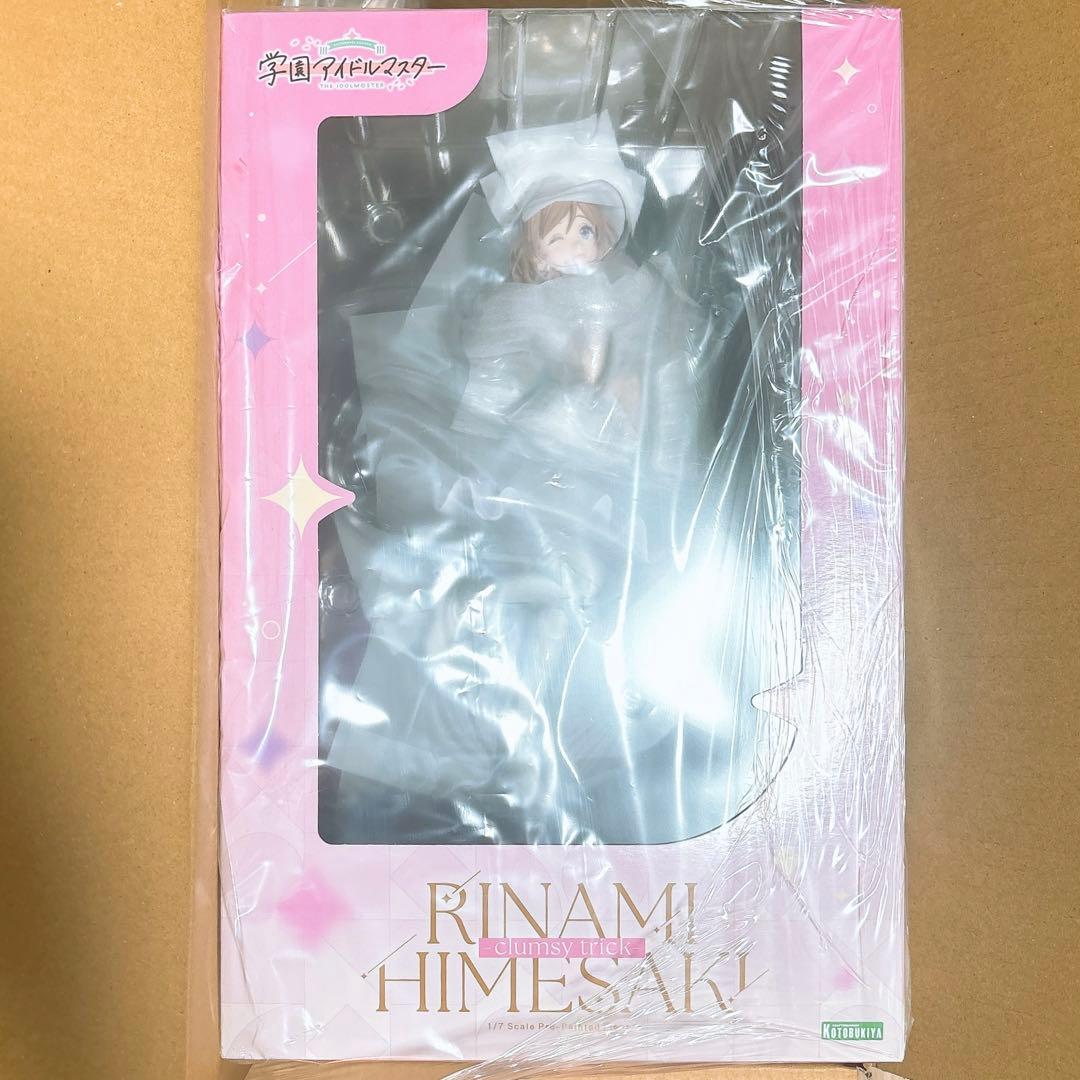 学園アイドルマスター
THE IDOLM@STER
RINAMI
-clumsy trick-
HIMESAKI
1/7 Scale Pre-Painted
KOTOBUKIYA